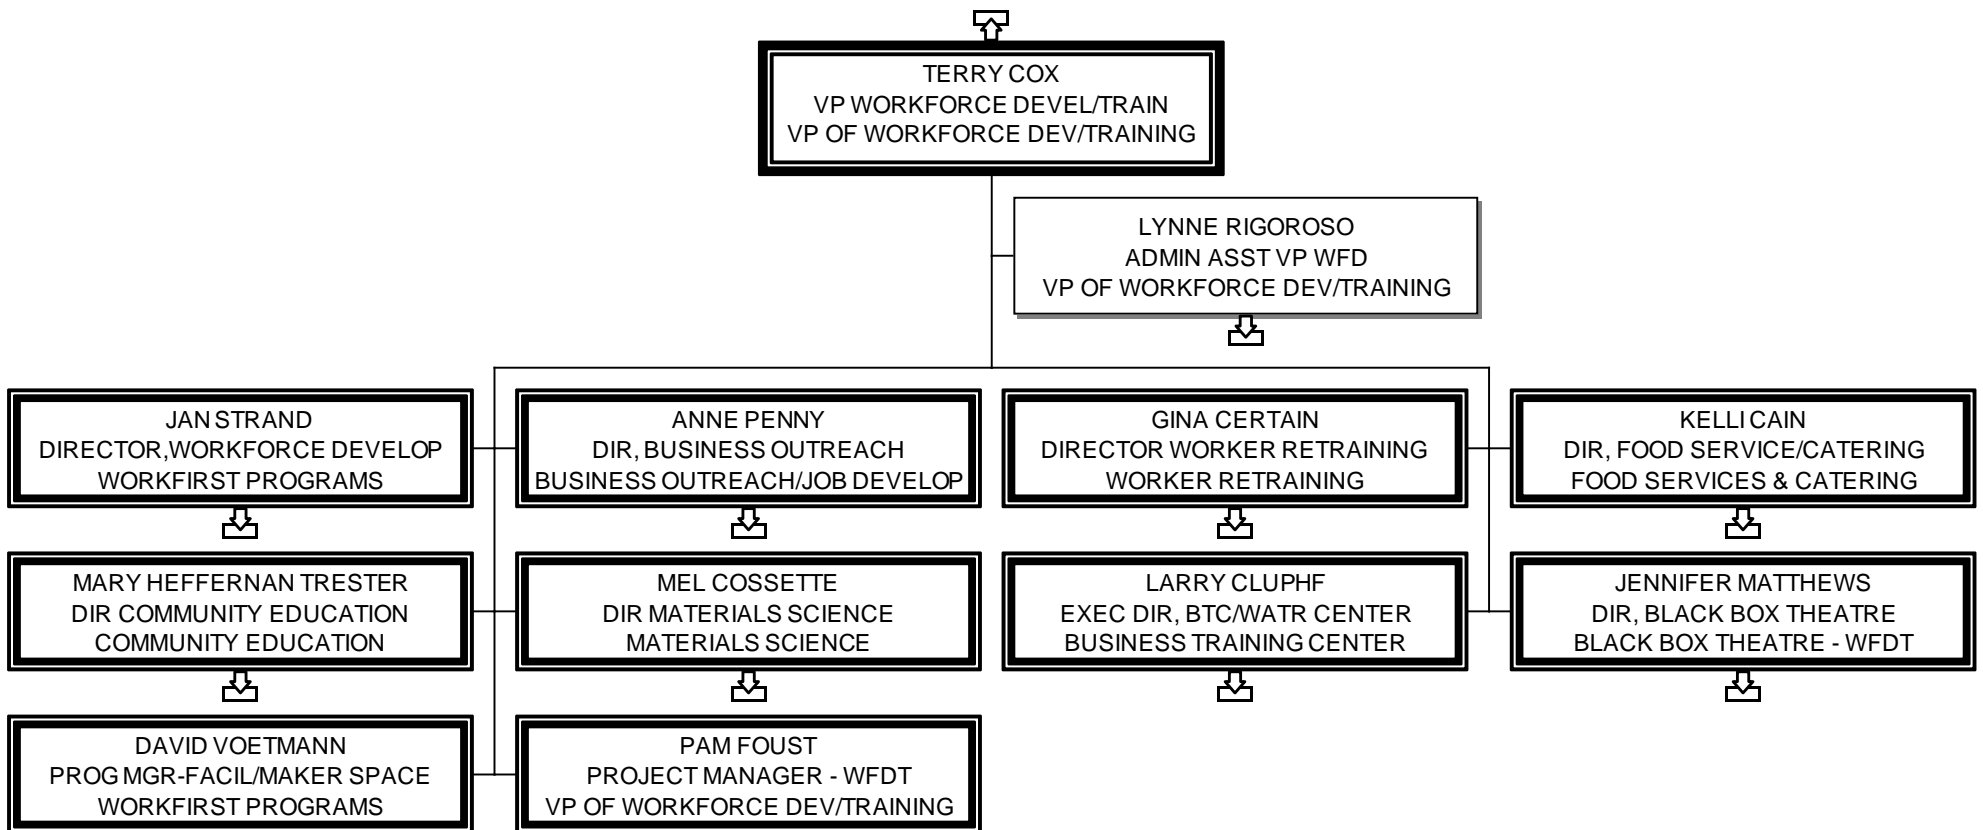 TERRY COX
VP WORKFORCE DEVEL/TRAIN
VP OF WORKFORCE DEV/TRAINING
LYNNE RIGOROSO
ADMIN ASST VP WFD
VP OF WORKFORCE DEV/TRAINING
JAN STRAND
DIRECTOR,WORKFORCE DEVELOP
WORKFIRST PROGRAMS
ANNE PENNY
DIR, BUSINESS OUTREACH
BUSINESS OUTREACH/JOB DEVELOP
GINA CERTAIN
DIRECTOR WORKER RETRAINING
WORKER RETRAINING
KELLI CAIN
DIR, FOOD SERVICE/CATERING
FOOD SERVICES & CATERING
MARY HEFFERNAN TRESTER
DIR COMMUNITY EDUCATION
COMMUNITY EDUCATION
MEL COSSETTE
DIR MATERIALS SCIENCE
MATERIALS SCIENCE
LARRY CLUPHF
EXEC DIR, BTC/WATR CENTER
BUSINESS TRAINING CENTER
JENNIFER MATTHEWS
DIR, BLACK BOX THEATRE
BLACK BOX THEATRE - WFDT
DAVID VOETMANN
PROG MGR-FACIL/MAKER SPACE
WORKFIRST PROGRAMS
PAM FOUST
PROJECT MANAGER - WFDT
VP OF WORKFORCE DEV/TRAINING